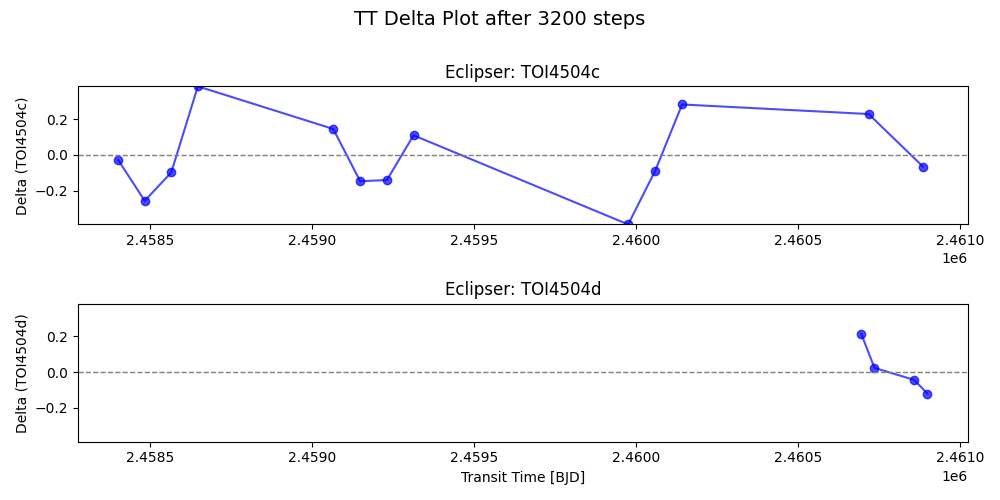 TT Delta Plot after 3200 steps
Eclipser: TOI4504c
Delta (TOI4504c)
0.2
0.0
−0.2
2.4585 2.4590 2.4595 2.4600 2.4605 2.4610
1e6
Eclipser: TOI4504d
Delta (TOI4504d)
0.2
0.0
−0.2
2.4585 2.4590 2.4595 2.4600 2.4605 2.4610
1e6
Transit Time [BJD]